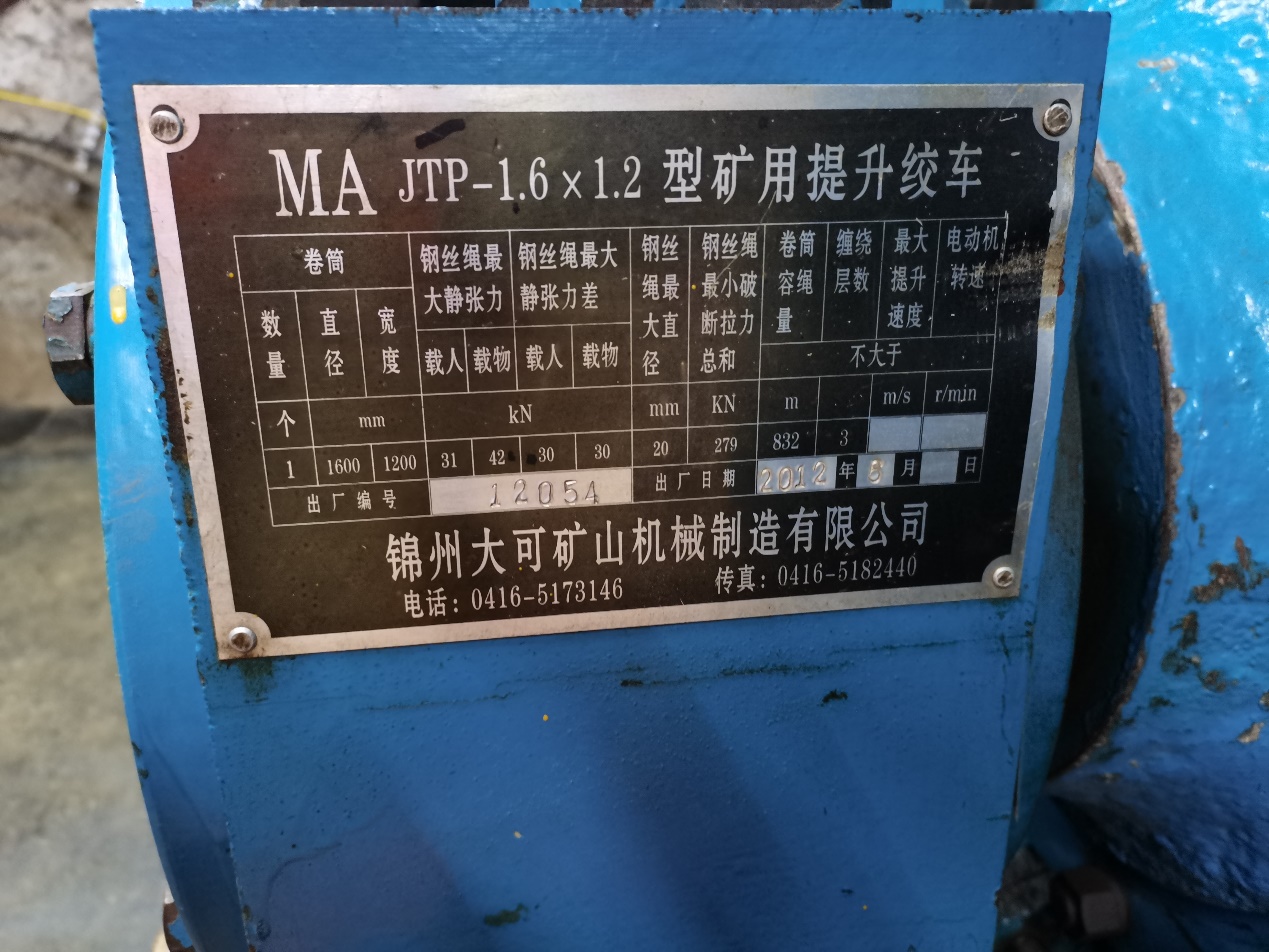 MA JTP-1.6×1.2 型矿用提升绞车
卷筒 钢丝绳最大静张力 钢丝绳最大静张力差 钢丝绳最大直径 钢丝绳最小破断拉力总和 卷筒容绳量 缠绕层数 最大提升速度 电动机转速
数量 直径 宽度 载人 载物 载人 载物 不大于
个 mm kN mm KN m m/s r/min
1 1600 1200 31 42 30 30 20 279 832 3
出厂编号 12054 出厂日期 2012年 月 日
锦州大可矿山机械制造有限公司
电话：0416-5173146 传真：0416-5182440